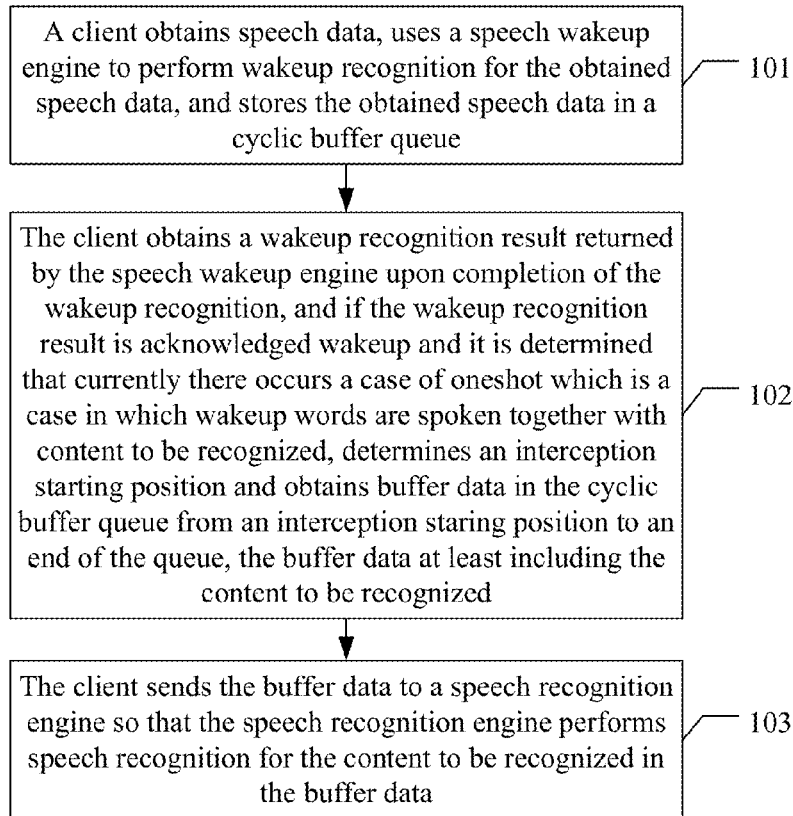 A client obtains speech data, uses a speech wakeup
engine to perform wakeup recognition for the obtained
speech data, and stores the obtained speech data in a
cyclic buffer queue
101
The client obtains a wakeup recognition result returned
by the speech wakeup engine upon completion of the
wakeup recognition, and if the wakeup recognition
result is acknowledged wakeup and it is determined
that currently there occurs a case of oneshot which is a
case in which wakeup words are spoken together with
content to be recognized, determines an interception
starting position and obtains buffer data in the cyclic
buffer queue from an interception staring position to an
end of the queue, the buffer data at least including the
content to be recognized
102
The client sends the buffer data to a speech recognition
engine so that the speech recognition engine performs
speech recognition for the content to be recognized in
the buffer data
103